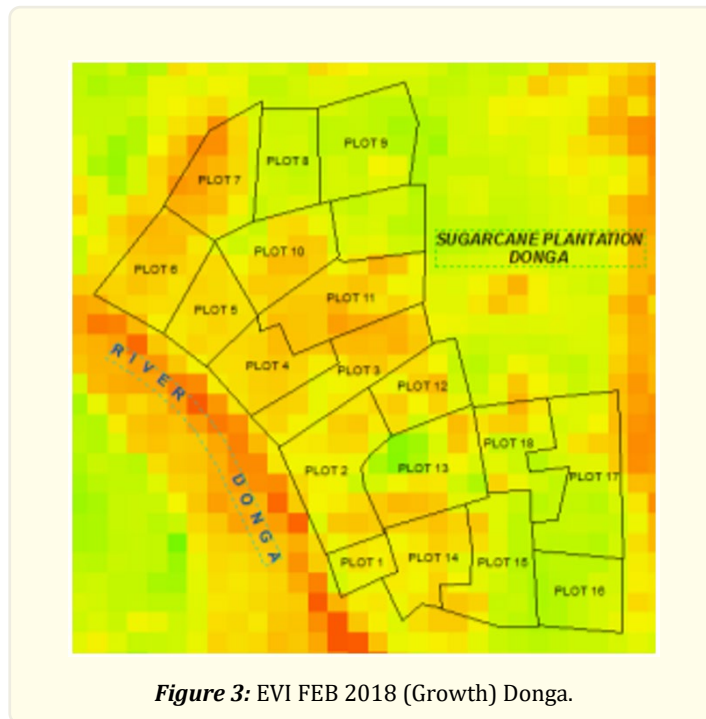 PLOT 9
PLOT 8
PLOT 7
SUGARCANE PLANTATION
DONGA
PLOT 10
PLOT 6
PLOT 11
PLOT 5
RIVER DONGA
PLOT 4
PLOT 3
PLOT 12
PLOT 18
PLOT 2
PLOT 13
PLOT 17
PLOT 1
PLOT 14
PLOT 15
PLOT 16
Figure 3: EVI FEB 2018 (Growth) Donga.